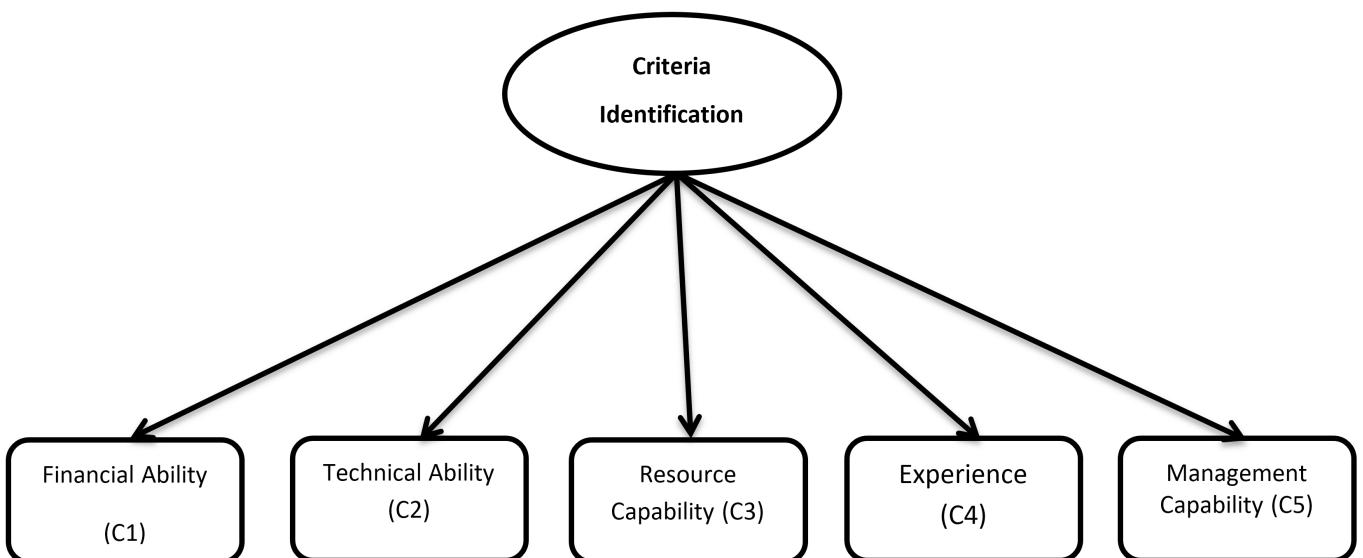 Criteria
Identification
Financial Ability
(C1)
Technical Ability
(C2)
Resource
Capability (C3)
Experience
(C4)
Management
Capability (C5)